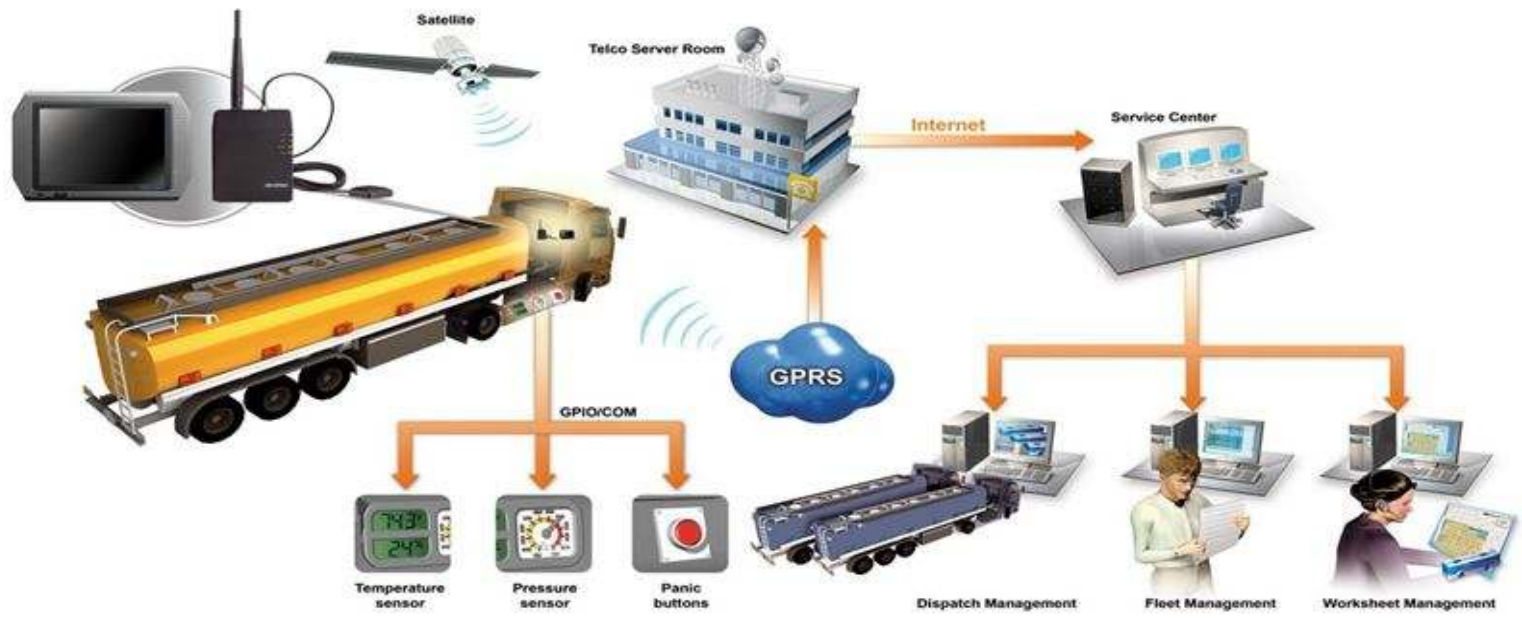 Satellite
Telco Server Room
Internet
Service Center
GPRS
GPIO/COM
Temperature
sensor
Pressure
sensor
Panic
buttons
Dispatch Management
Fleet Management
Worksheet Management